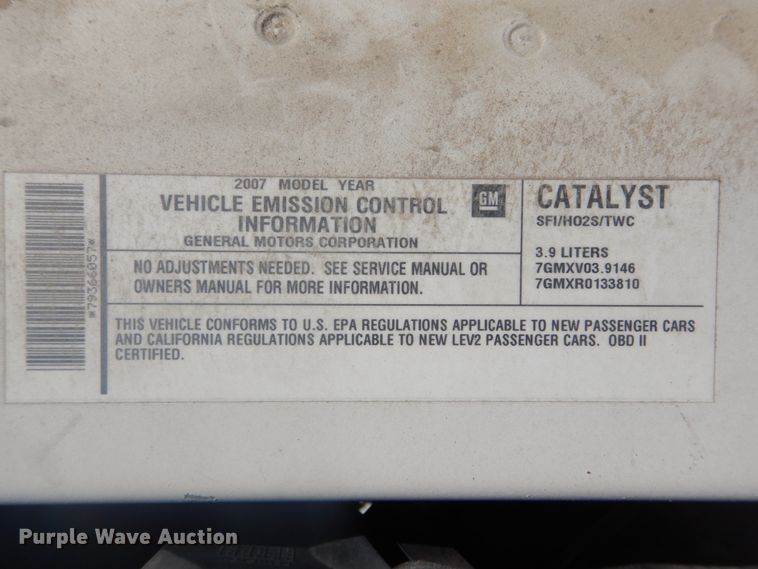 *79366057*
2007 MODEL YEAR
VEHICLE EMISSION CONTROL
INFORMATION
GENERAL MOTORS CORPORATION
GM
CATALYST
SFI/HO2S/TWC
NO ADJUSTMENTS NEEDED. SEE SERVICE MANUAL OR
OWNERS MANUAL FOR MORE INFORMATION.
3.9 LITERS
7GMXV03.9146
7GMXR0133810
THIS VEHICLE CONFORMS TO U.S. EPA REGULATIONS APPLICABLE TO NEW PASSENGER CARS
AND CALIFORNIA REGULATIONS APPLICABLE TO NEW LEV2 PASSENGER CARS. OBD II
CERTIFIED.
Purple Wave Auction